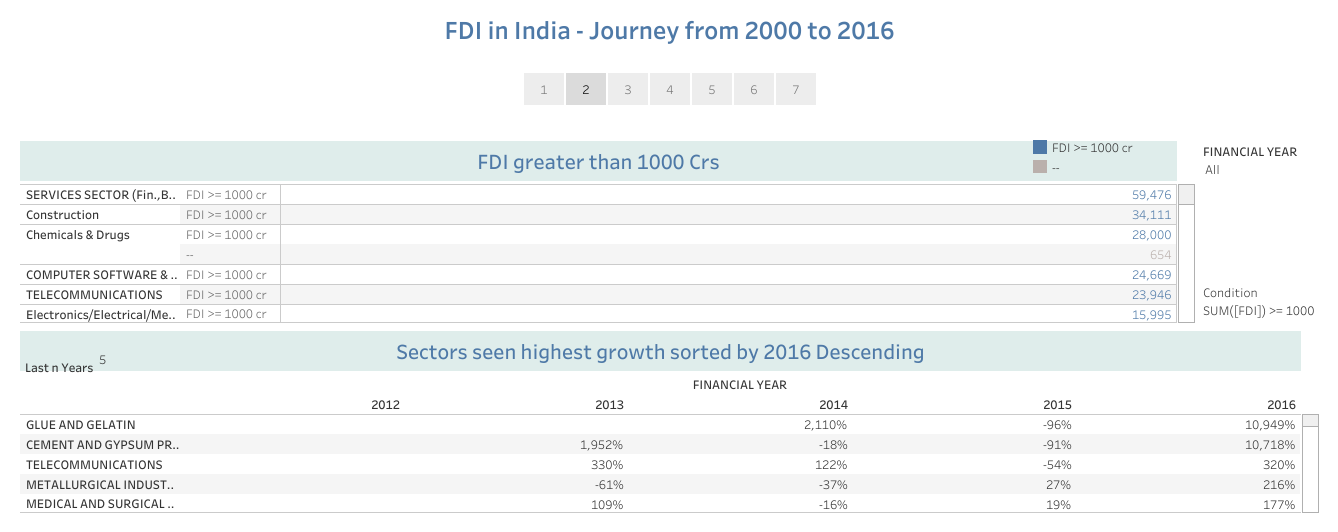 FDI in India - Journey from 2000 to 2016
1 2 3 4 5 6 7
FDI greater than 1000 Crs
FDI >= 1000 cr
--
FINANCIAL YEAR
All
SERVICES SECTOR (Fin.,B.. FDI >= 1000 cr 59,476
Construction FDI >= 1000 cr 34,111
Chemicals & Drugs FDI >= 1000 cr 28,000
-- 654
COMPUTER SOFTWARE & .. FDI >= 1000 cr 24,669
TELECOMMUNICATIONS FDI >= 1000 cr 23,946
Electronics/Electrical/Me.. FDI >= 1000 cr 15,995
Condition
SUM([FDI]) >= 1000
Sectors seen highest growth sorted by 2016 Descending
Last n Years 5
FINANCIAL YEAR
2012 2013 2014 2015 2016
GLUE AND GELATIN 2,110% -96% 10,949%
CEMENT AND GYPSUM PR.. 1,952% -18% -91% 10,718%
TELECOMMUNICATIONS 330% 122% -54% 320%
METALLURGICAL INDUST.. -61% -37% 27% 216%
MEDICAL AND SURGICAL .. 109% -16% 19% 177%